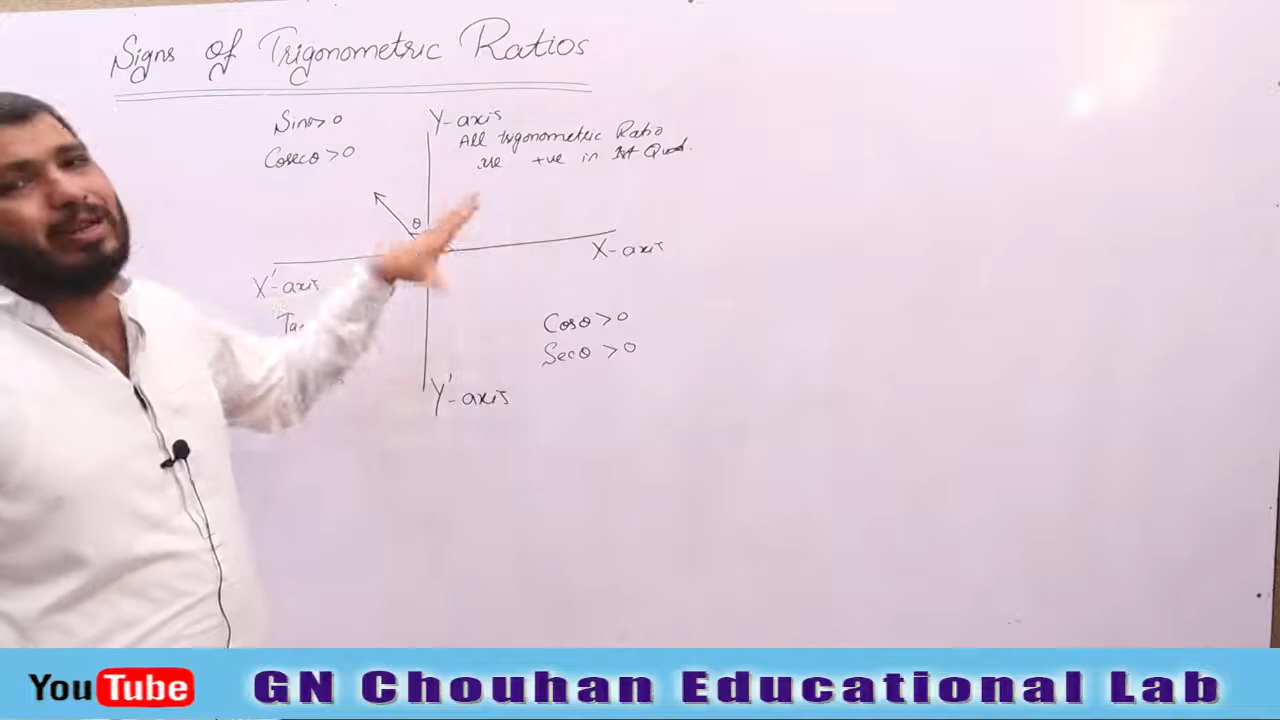 Signs of Trigonometric Ratios
Sinθ>0
Cosecθ>0
Y-axis
All trigonometric Ratio
are +ve in Ist Quad.
θ
X-axis
X'-axis
Cosθ>0
Secθ>0
Y'-axis
YouTube
GN Chouhan Educational Lab